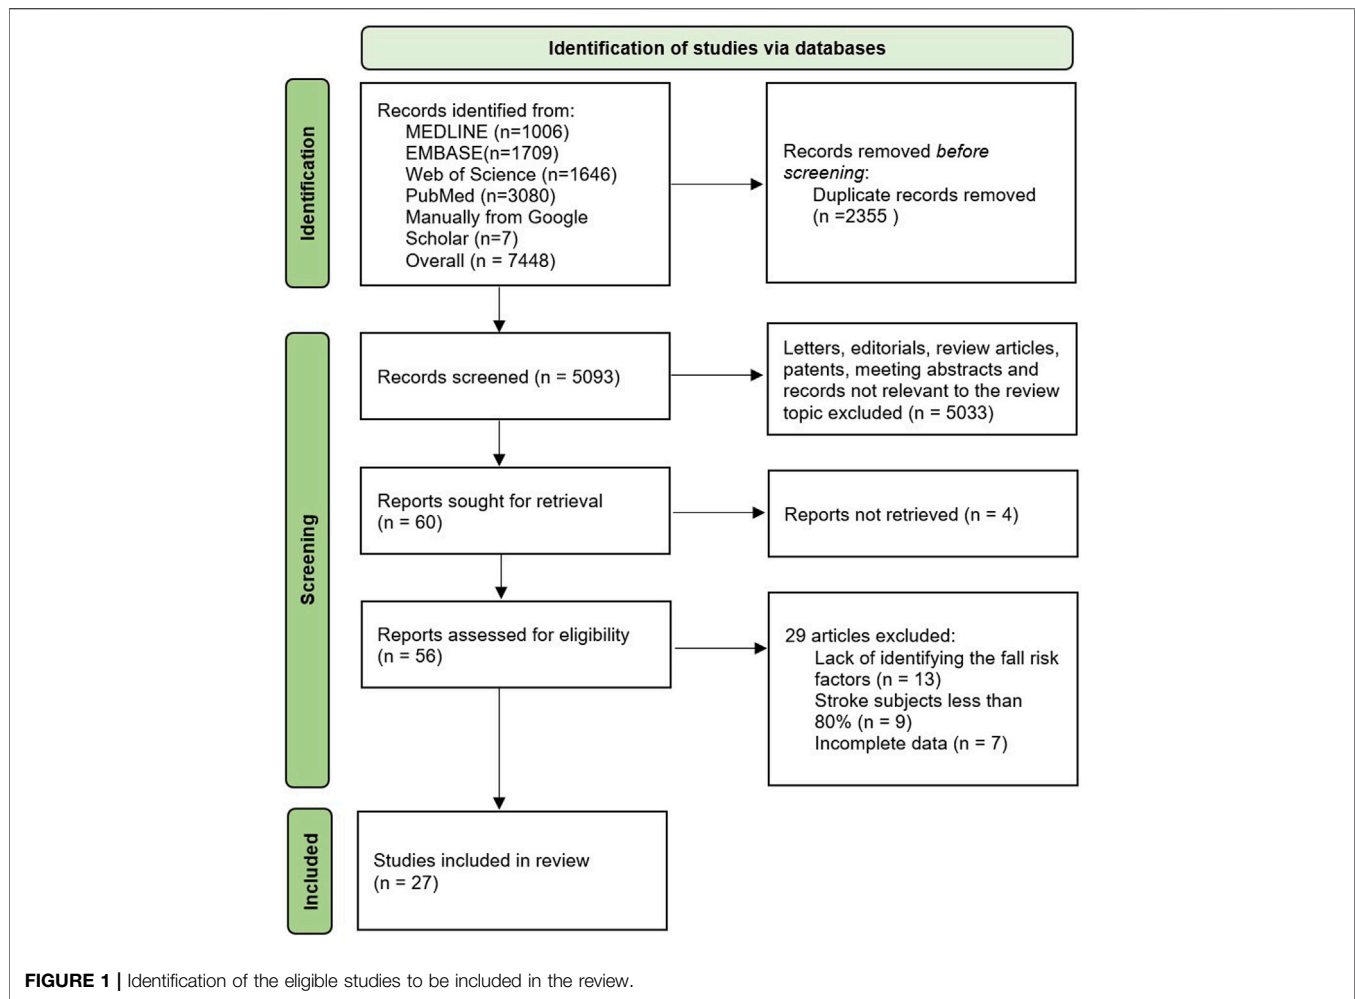 Identification of studies via databases
Identification
Records identified from:
MEDLINE (n=1006)
EMBASE(n=1709)
Web of Science (n=1646)
PubMed (n=3080)
Manually from Google
Scholar (n=7)
Overall (n = 7448)
Records removed before
screening:
Duplicate records removed
(n =2355 )
Screening
Records screened (n = 5093)
Letters, editorials, review articles,
patents, meeting abstracts and
records not relevant to the review
topic excluded (n = 5033)
Reports sought for retrieval
(n = 60)
Reports not retrieved (n = 4)
Reports assessed for eligibility
(n = 56)
29 articles excluded:
Lack of identifying the fall risk
factors (n = 13)
Stroke subjects less than
80% (n = 9)
Incomplete data (n = 7)
Included
Studies included in review
(n = 27)
FIGURE 1 | Identification of the eligible studies to be included in the review.